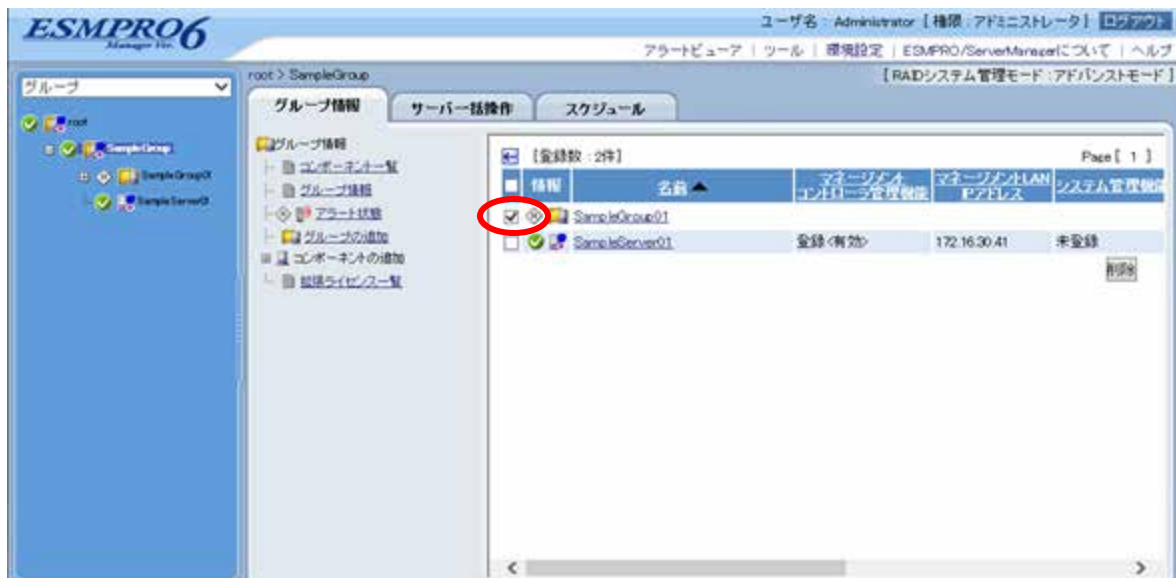 ESMPRO6
Manager Ver.
ユーザ名 : Administrator [ 権限 : アドミニストレータ ] ログアウト
アラートビューア | ツール | 環境設定 | ESMPRO/ServerManagerについて | ヘルプ
グループ
root > SampleGroup
[ RAIDシステム管理モード : アドバンストモード ]
グループ情報
サーバ一括操作
スケジュール
root
SampleGroup
SampleGroup01
SampleServer01
グループ情報
コンポーネント一覧
グループ情報
アラート状態
グループの追加
コンポーネントの追加
拡張ライセンス一覧
[登録数 : 2件]
Page [ 1 ]
情報
名前▲
マネージメント
コントローラ管理機能
マネージメントLAN
IPアドレス
システム管理機能
SampleGroup01
SampleServer01 登録<有効> 172.16.30.41 未登録
削除